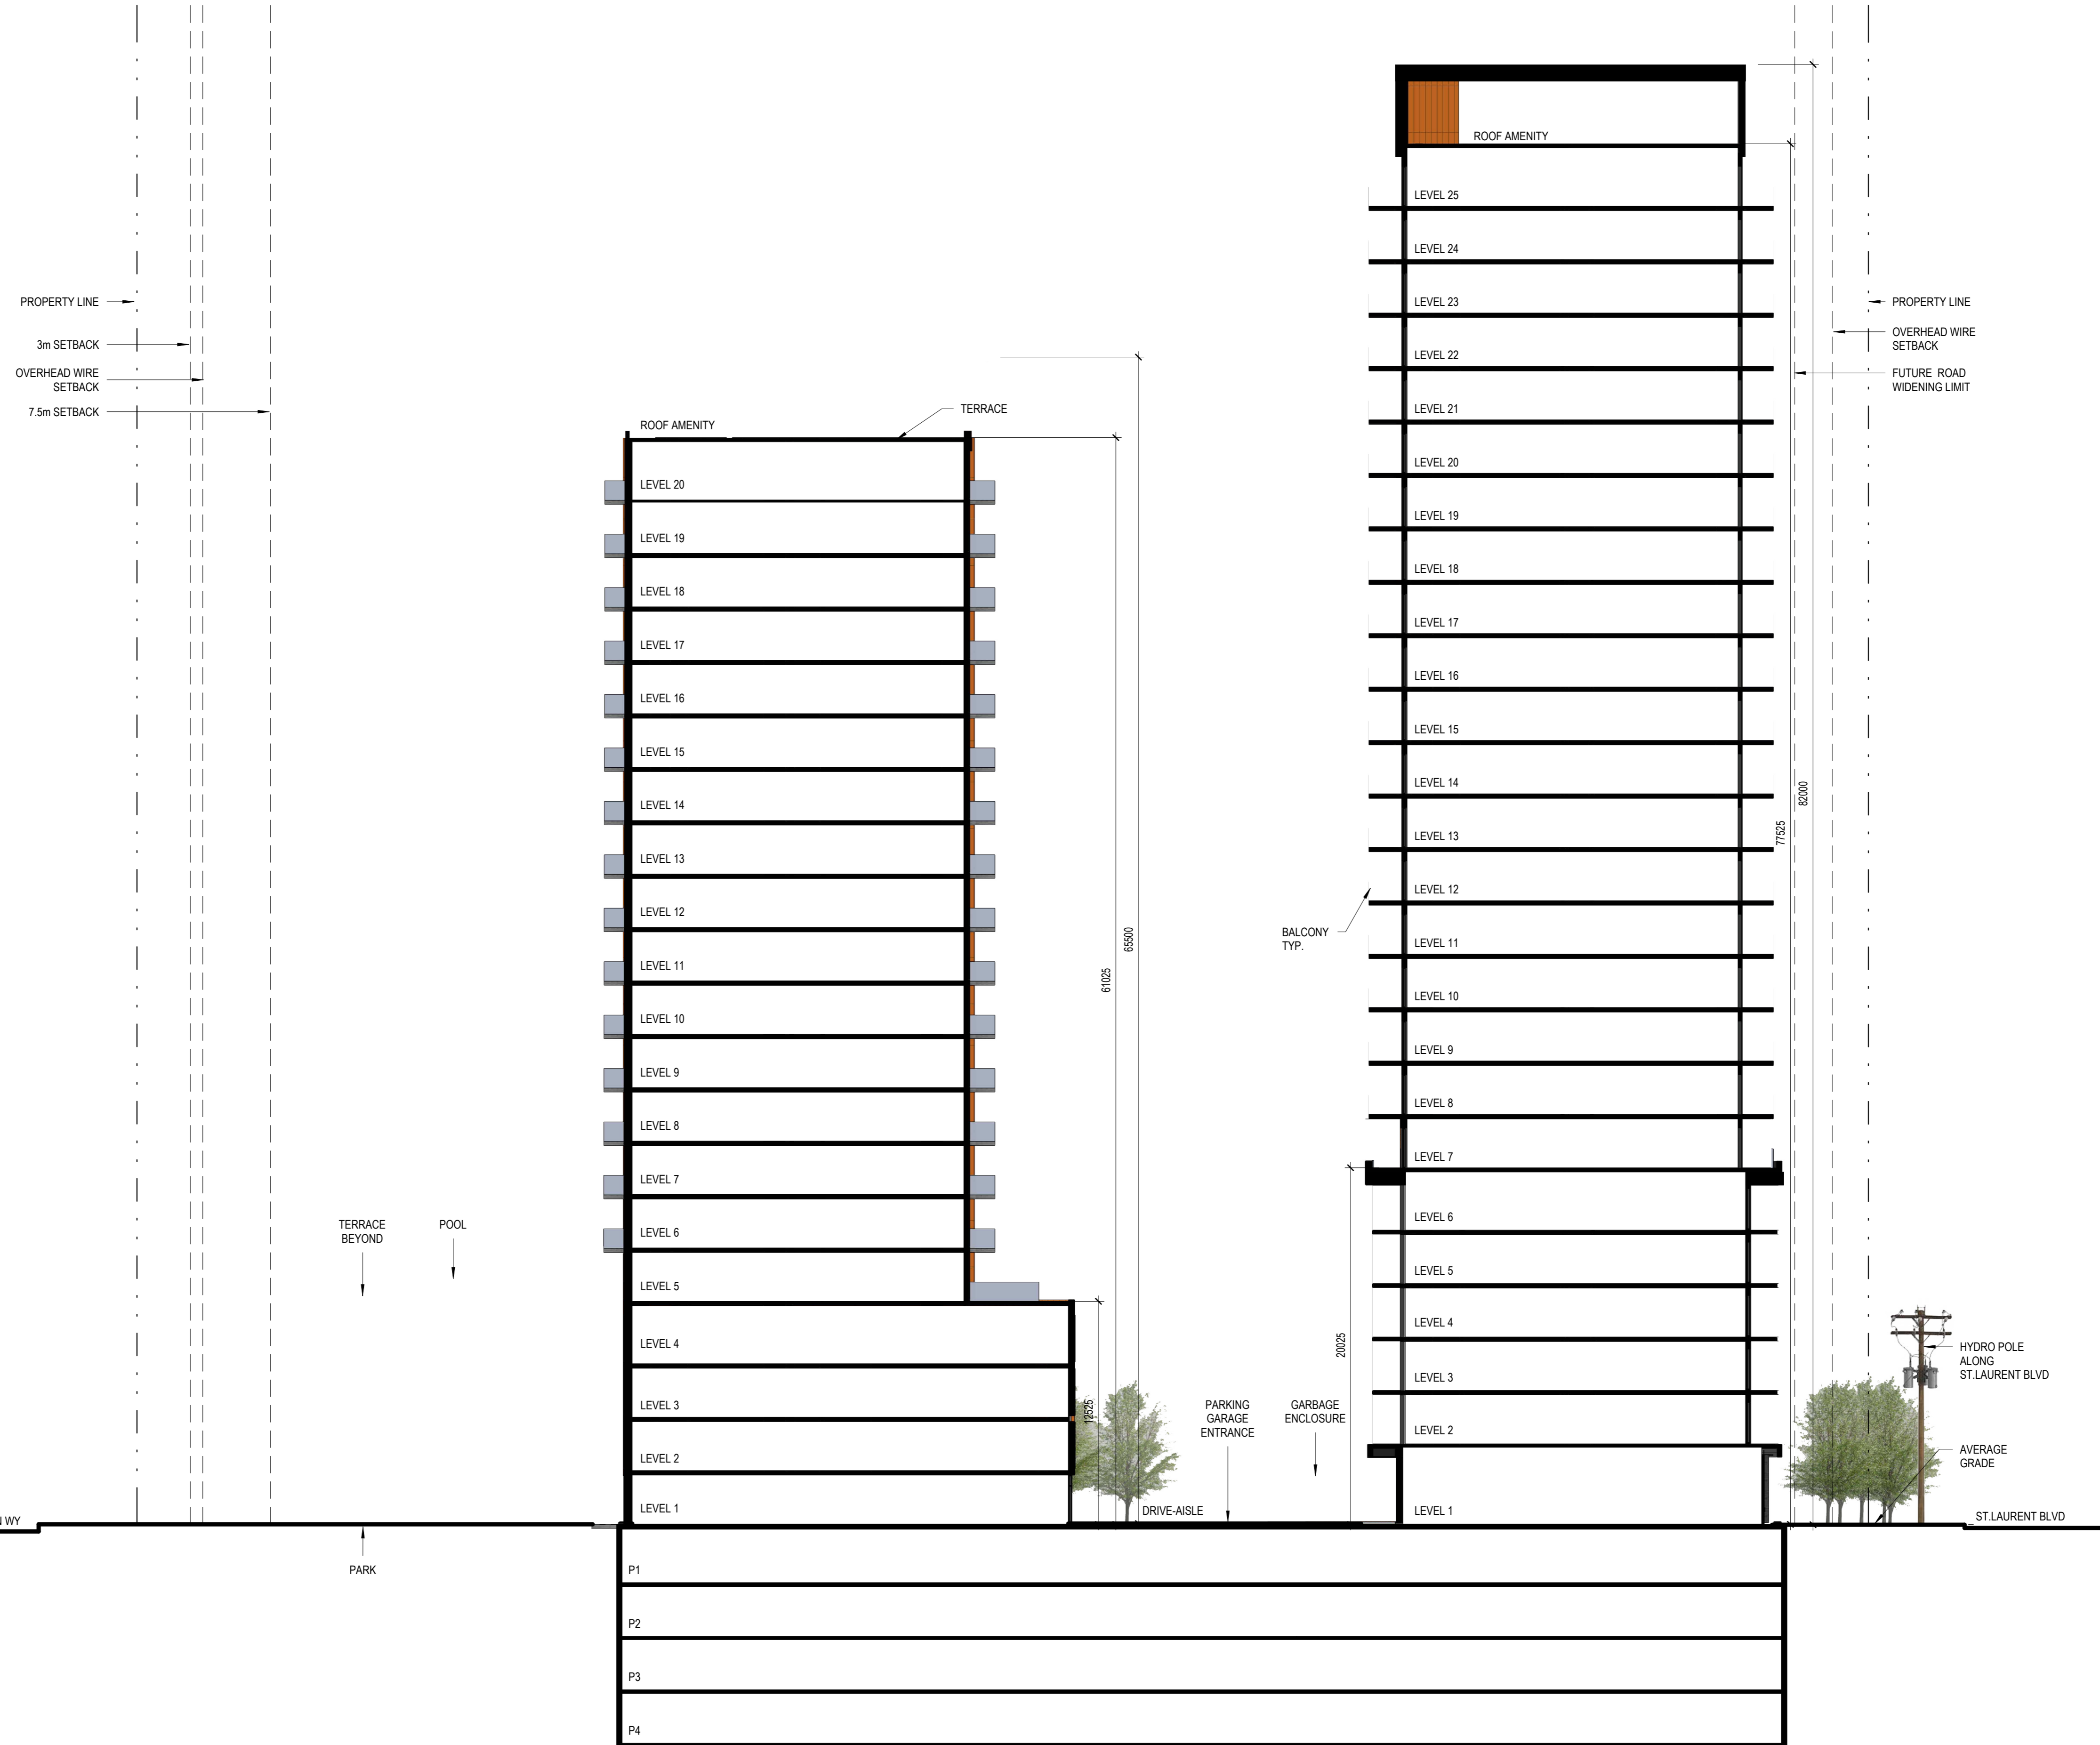 PROPERTY LINE
3m SETBACK
OVERHEAD WIRE
SETBACK
7.5m SETBACK
ROOF AMENITY
TERRACE
LEVEL 20
LEVEL 19
LEVEL 18
LEVEL 17
LEVEL 16
LEVEL 15
LEVEL 14
LEVEL 13
LEVEL 12
LEVEL 11
LEVEL 10
LEVEL 9
LEVEL 8
LEVEL 7
LEVEL 6
LEVEL 5
LEVEL 4
LEVEL 3
LEVEL 2
LEVEL 1
TERRACE
BEYOND
POOL
WY
PARK
12525
61025
65500
DRIVE-AISLE
PARKING
GARAGE
ENTRANCE
GARBAGE
ENCLOSURE
20025
BALCONY
TYP.
ROOF AMENITY
LEVEL 25
LEVEL 24
LEVEL 23
LEVEL 22
LEVEL 21
LEVEL 20
LEVEL 19
LEVEL 18
LEVEL 17
LEVEL 16
LEVEL 15
LEVEL 14
LEVEL 13
LEVEL 12
LEVEL 11
LEVEL 10
LEVEL 9
LEVEL 8
LEVEL 7
LEVEL 6
LEVEL 5
LEVEL 4
LEVEL 3
LEVEL 2
LEVEL 1
77525
82000
PROPERTY LINE
OVERHEAD WIRE
SETBACK
FUTURE ROAD
WIDENING LIMIT
HYDRO POLE
ALONG
ST.LAURENT BLVD
AVERAGE
GRADE
ST.LAURENT BLVD
P1
P2
P3
P4